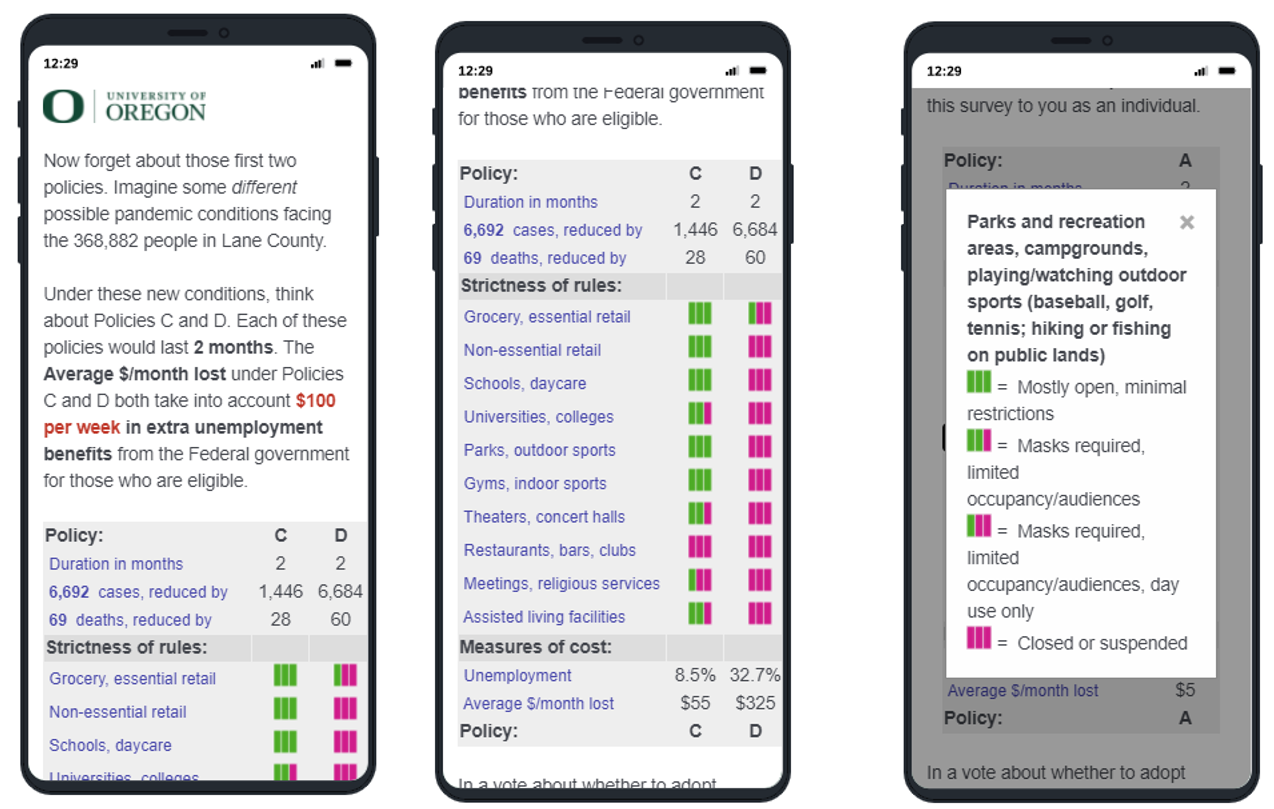 12:29
UNIVERSITY OF
OREGON
Now forget about those first two
policies. Imagine some different
possible pandemic conditions facing
the 368,882 people in Lane County.
Under these new conditions, think
about Policies C and D. Each of these
policies would last 2 months. The
Average $/month lost under Policies
C and D both take into account $100
per week in extra unemployment
benefits from the Federal government
for those who are eligible.
Policy: C D
Duration in months 2 2
6,692 cases, reduced by 1,446 6,684
69 deaths, reduced by 28 60
Strictness of rules:
Grocery, essential retail
Non-essential retail
Schools, daycare
Universities, colleges
12:29
benefits from the Federal government
for those who are eligible.
Policy: C D
Duration in months 2 2
6,692 cases, reduced by 1,446 6,684
69 deaths, reduced by 28 60
Strictness of rules:
Grocery, essential retail
Non-essential retail
Schools, daycare
Universities, colleges
Parks, outdoor sports
Gyms, indoor sports
Theaters, concert halls
Restaurants, bars, clubs
Meetings, religious services
Assisted living facilities
Measures of cost:
Unemployment 8.5% 32.7%
Average $/month lost $55 $325
Policy: C D
In a vote about whether to adopt
12:29
this survey to you as an individual.
Policy: A
Duration in months 2
Parks and recreation
areas, campgrounds,
playing/watching outdoor
sports (baseball, golf,
tennis; hiking or fishing
on public lands)
= Mostly open, minimal
restrictions
= Masks required,
limited
occupancy/audiences
= Masks required,
limited
occupancy/audiences, day
use only
= Closed or suspended
Average $/month lost $5
Policy: A
In a vote about whether to adopt